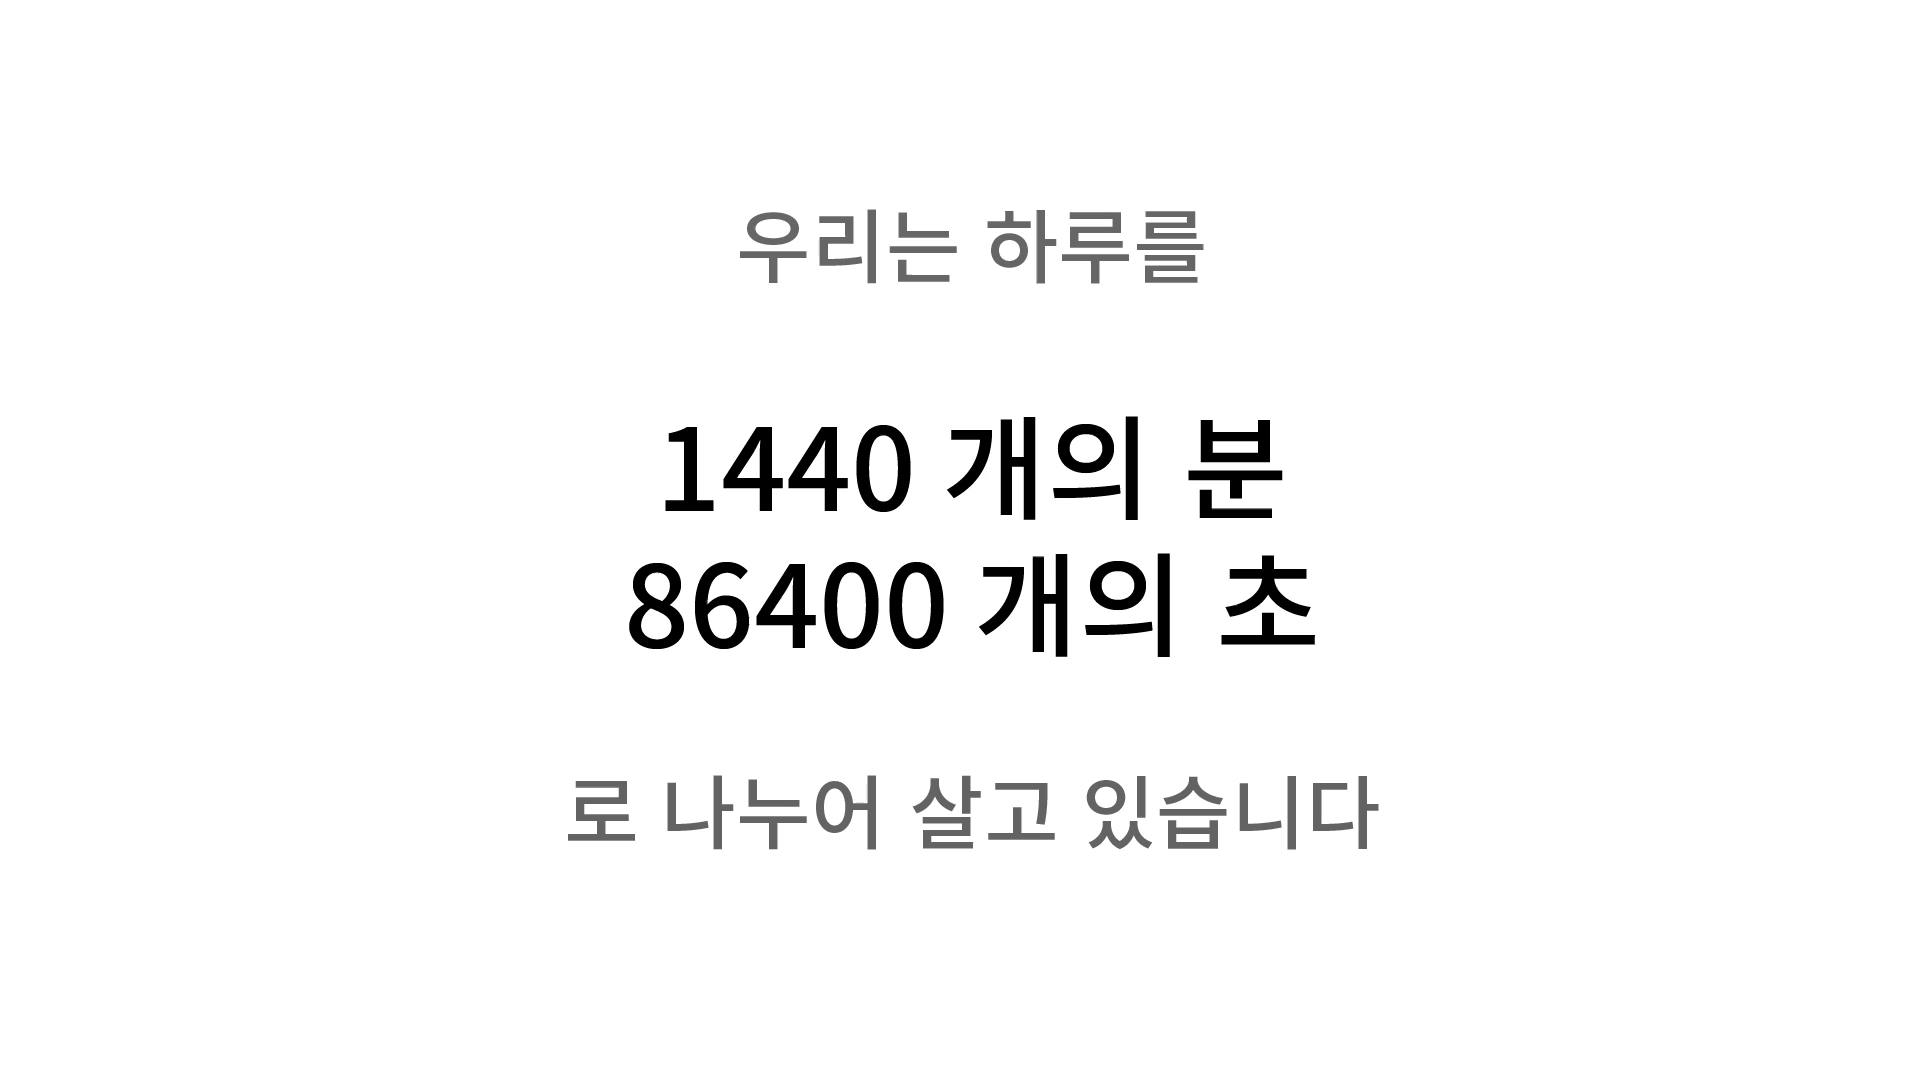 우리는 하루를
1440 개의 분
86400 개의 초
로 나누어 살고 있습니다